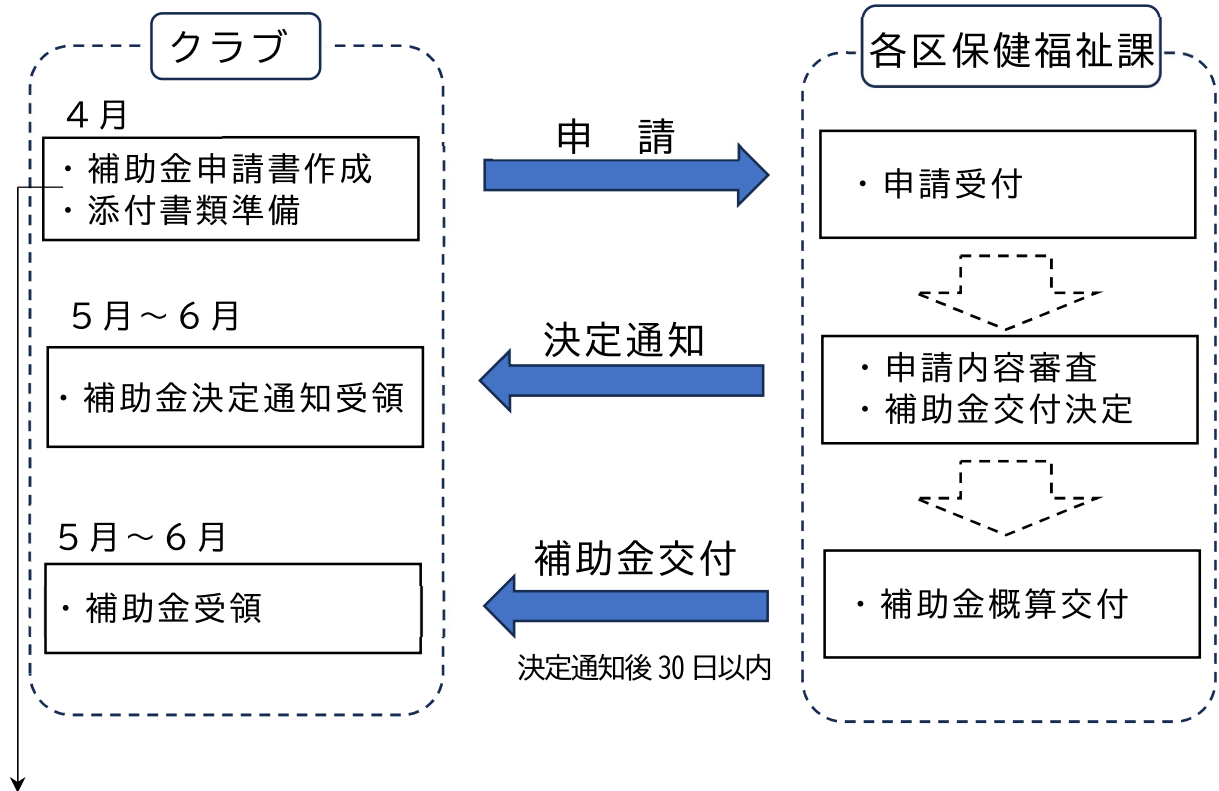 クラブ
各区保健福祉課
４月
・補助金申請書作成
・添付書類準備
申　請
・申請受付
５月～６月
・補助金決定通知受領
決定通知
・申請内容審査
・補助金交付決定
５月～６月
・補助金受領
補助金交付
決定通知後 30 日以内
・補助金概算交付